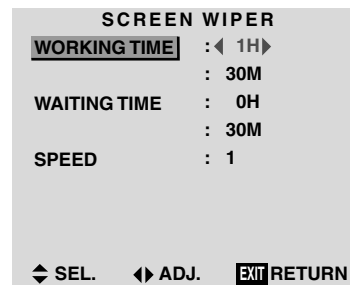 SCREEN WIPER
WORKING TIME : ◀ 1H▶
: 30M
WAITING TIME : 0H
: 30M
SPEED : 1
▲▼ SEL. ◀▶ ADJ. EXIT RETURN